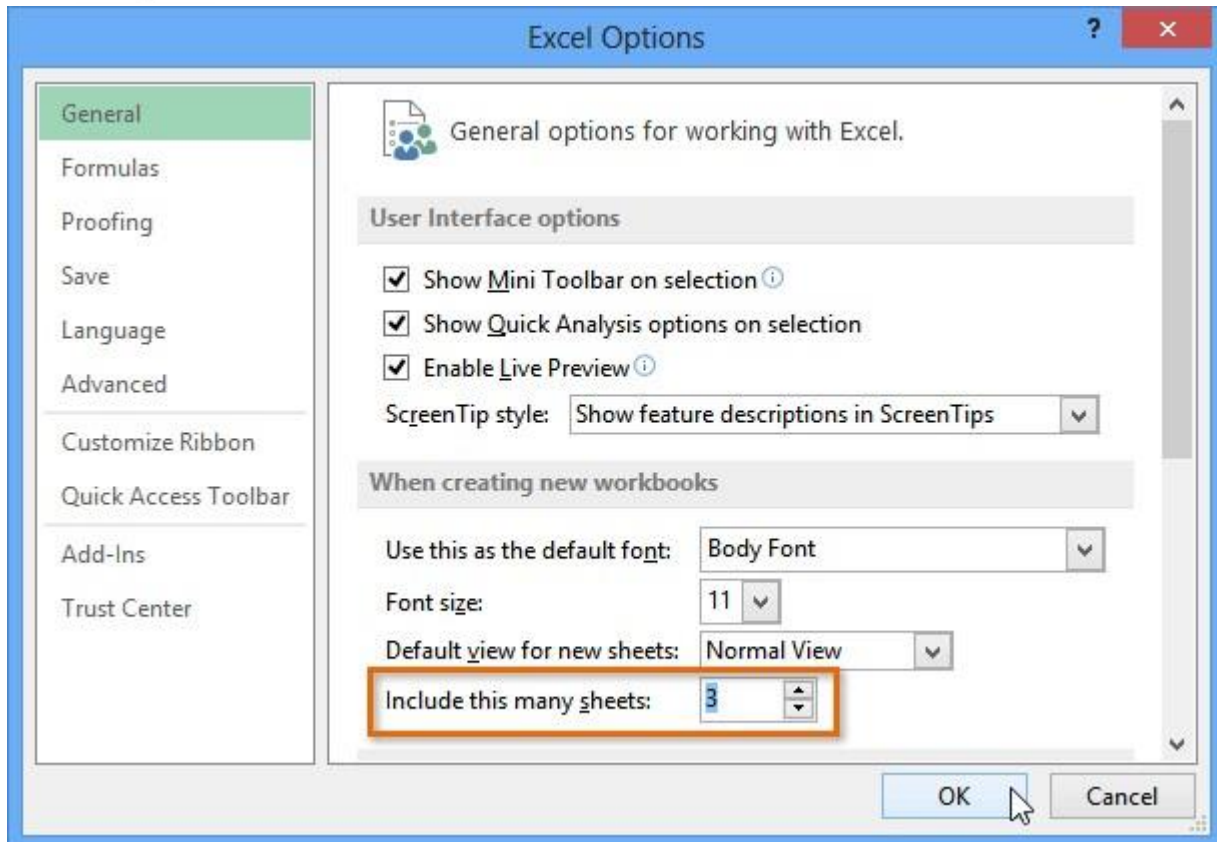 Excel Options
?
General
Formulas
Proofing
Save
Language
Advanced
Customize Ribbon
Quick Access Toolbar
Add-Ins
Trust Center
General options for working with Excel.
User Interface options
Show Mini Toolbar on selection
Show Quick Analysis options on selection
Enable Live Preview
ScreenTip style: Show feature descriptions in ScreenTips
When creating new workbooks
Use this as the default font: Body Font
Font size: 11
Default view for new sheets: Normal View
Include this many sheets: 3
OK Cancel